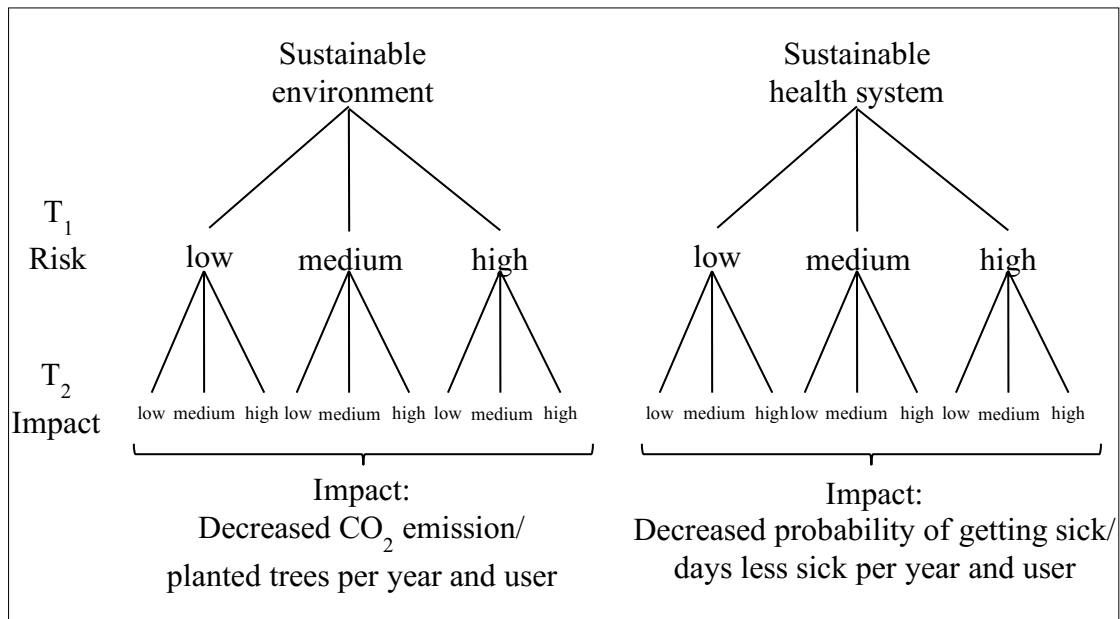 Sustainable
environment
Sustainable
health system
T1
Risk
low medium high low medium high
T2
Impact
low medium high low medium high low medium high low medium high low medium high low medium high
Impact:
Decreased CO2 emission/
planted trees per year and user
Impact:
Decreased probability of getting sick/
days less sick per year and user